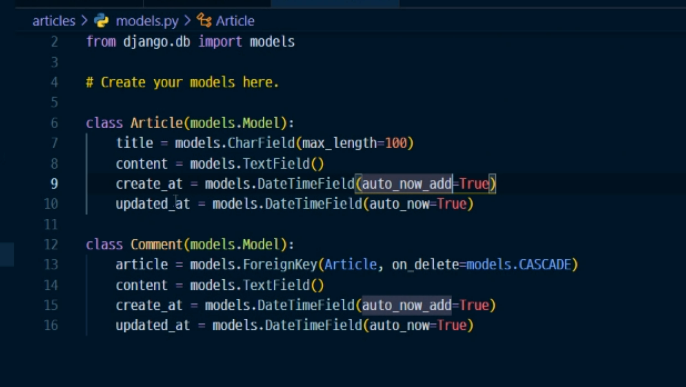 articles > models.py > Article
2 from django.db import models
3
4 # Create your models here.
5
6 class Article(models.Model):
7     title = models.CharField(max_length=100)
8     content = models.TextField()
9     create_at = models.DateTimeField(auto_now_add=True)
10     updated_at = models.DateTimeField(auto_now=True)
11
12 class Comment(models.Model):
13     article = models.ForeignKey(Article, on_delete=models.CASCADE)
14     content = models.TextField()
15     create_at = models.DateTimeField(auto_now_add=True)
16     updated_at = models.DateTimeField(auto_now=True)